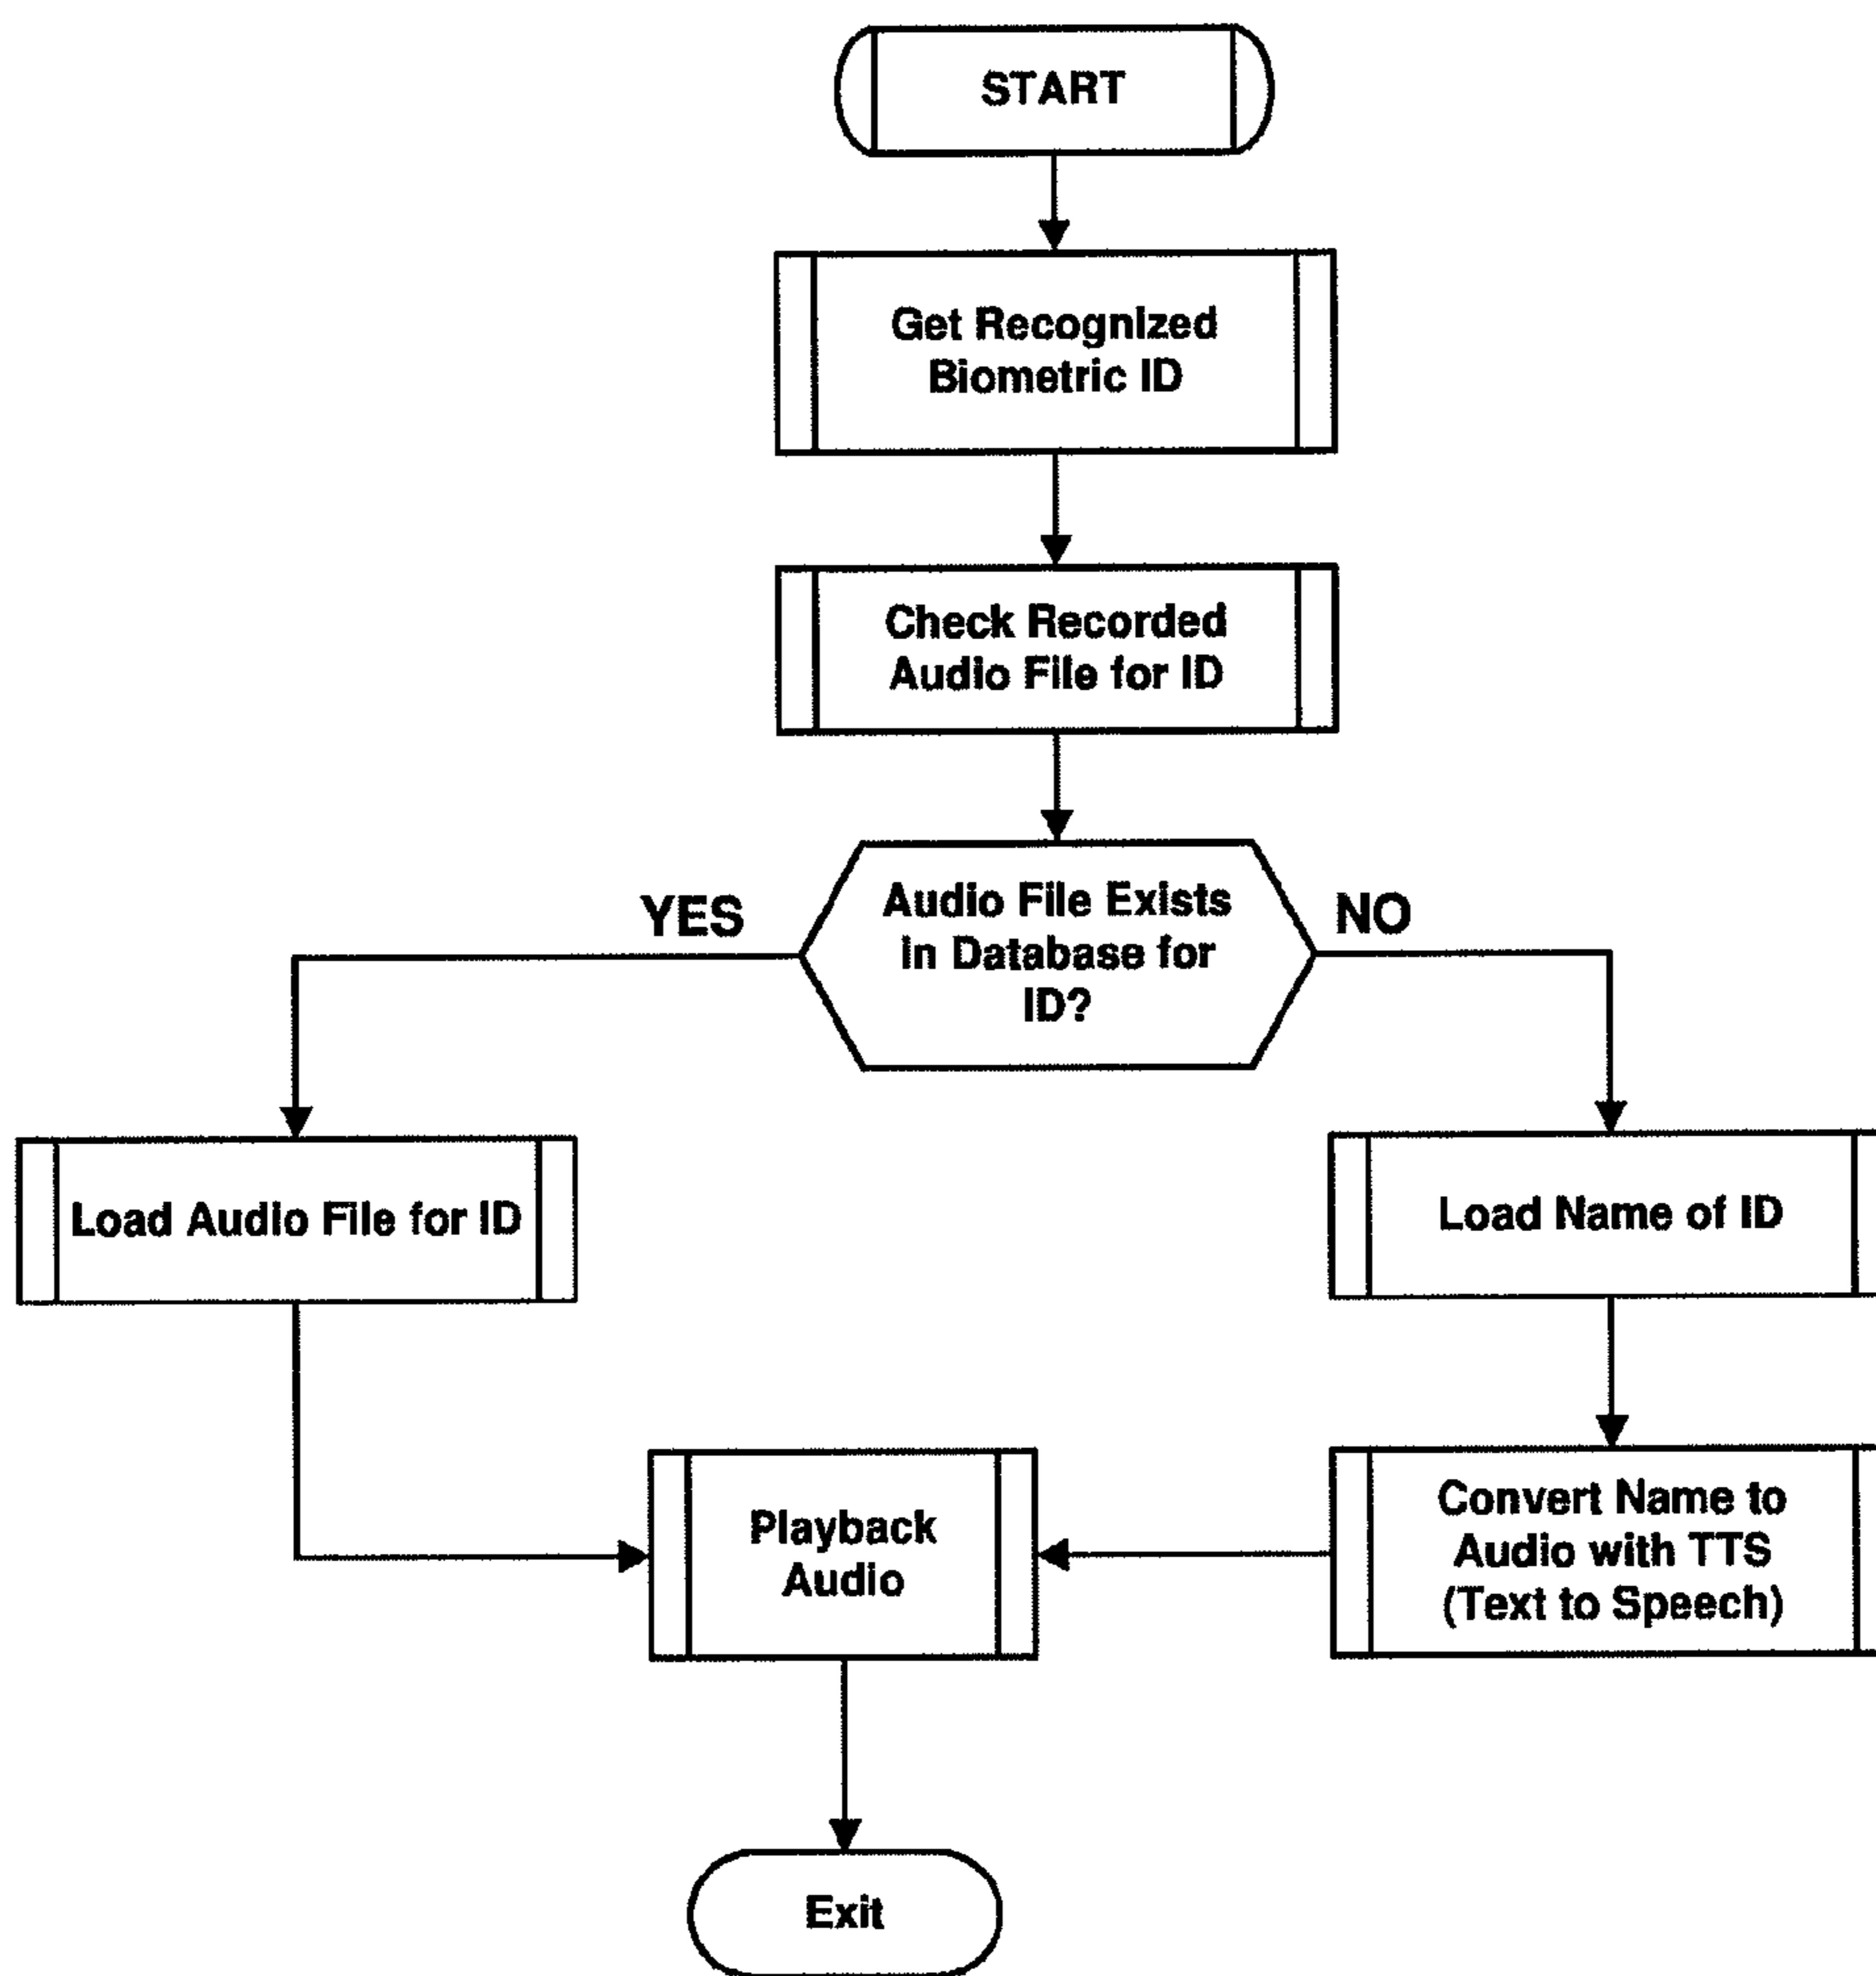 START
Get Recognized
Biometric ID
Check Recorded
Audio File for ID
Audio File Exists
in Database for
ID?
YES
NO
Load Audio File for ID
Load Name of ID
Playback
Audio
Convert Name to
Audio with TTS
(Text to Speech)
Exit